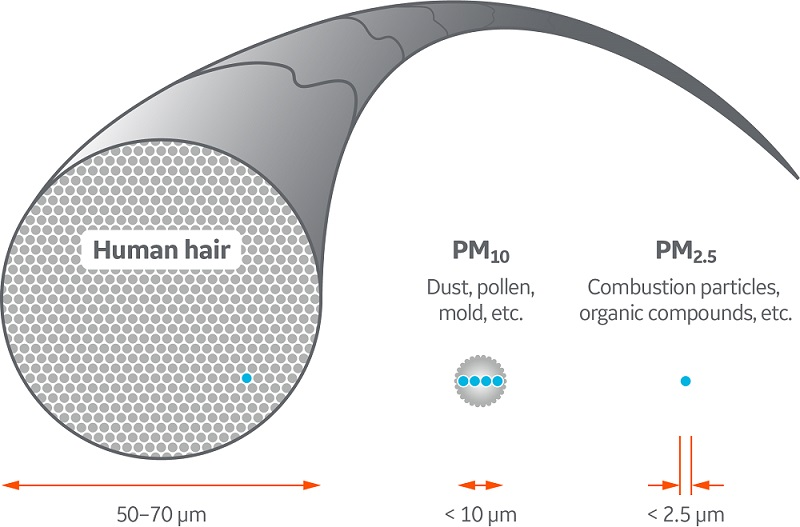 Human hair
PM10
Dust, pollen,
mold, etc.
PM2.5
Combustion particles,
organic compounds, etc.
50–70 µm
< 10 µm
< 2.5 µm